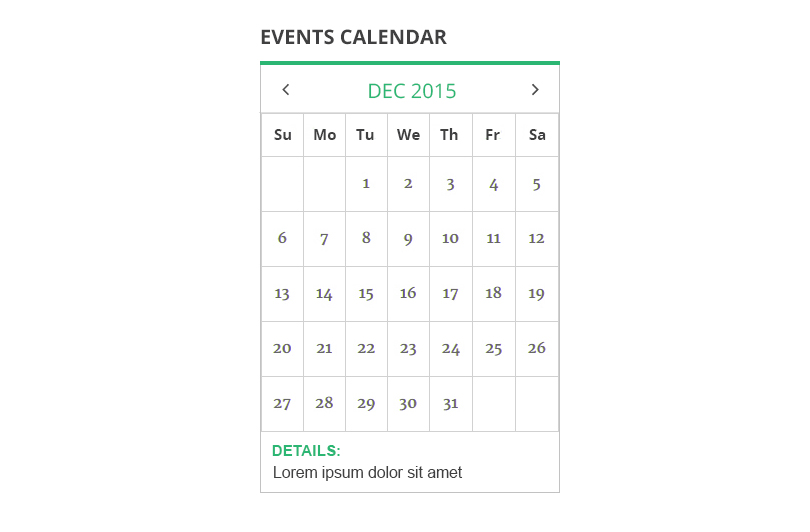 EVENTS CALENDAR
DEC 2015
Su Mo Tu We Th Fr Sa
1 2 3 4 5
6 7 8 9 10 11 12
13 14 15 16 17 18 19
20 21 22 23 24 25 26
27 28 29 30 31
DETAILS:
Lorem ipsum dolor sit amet